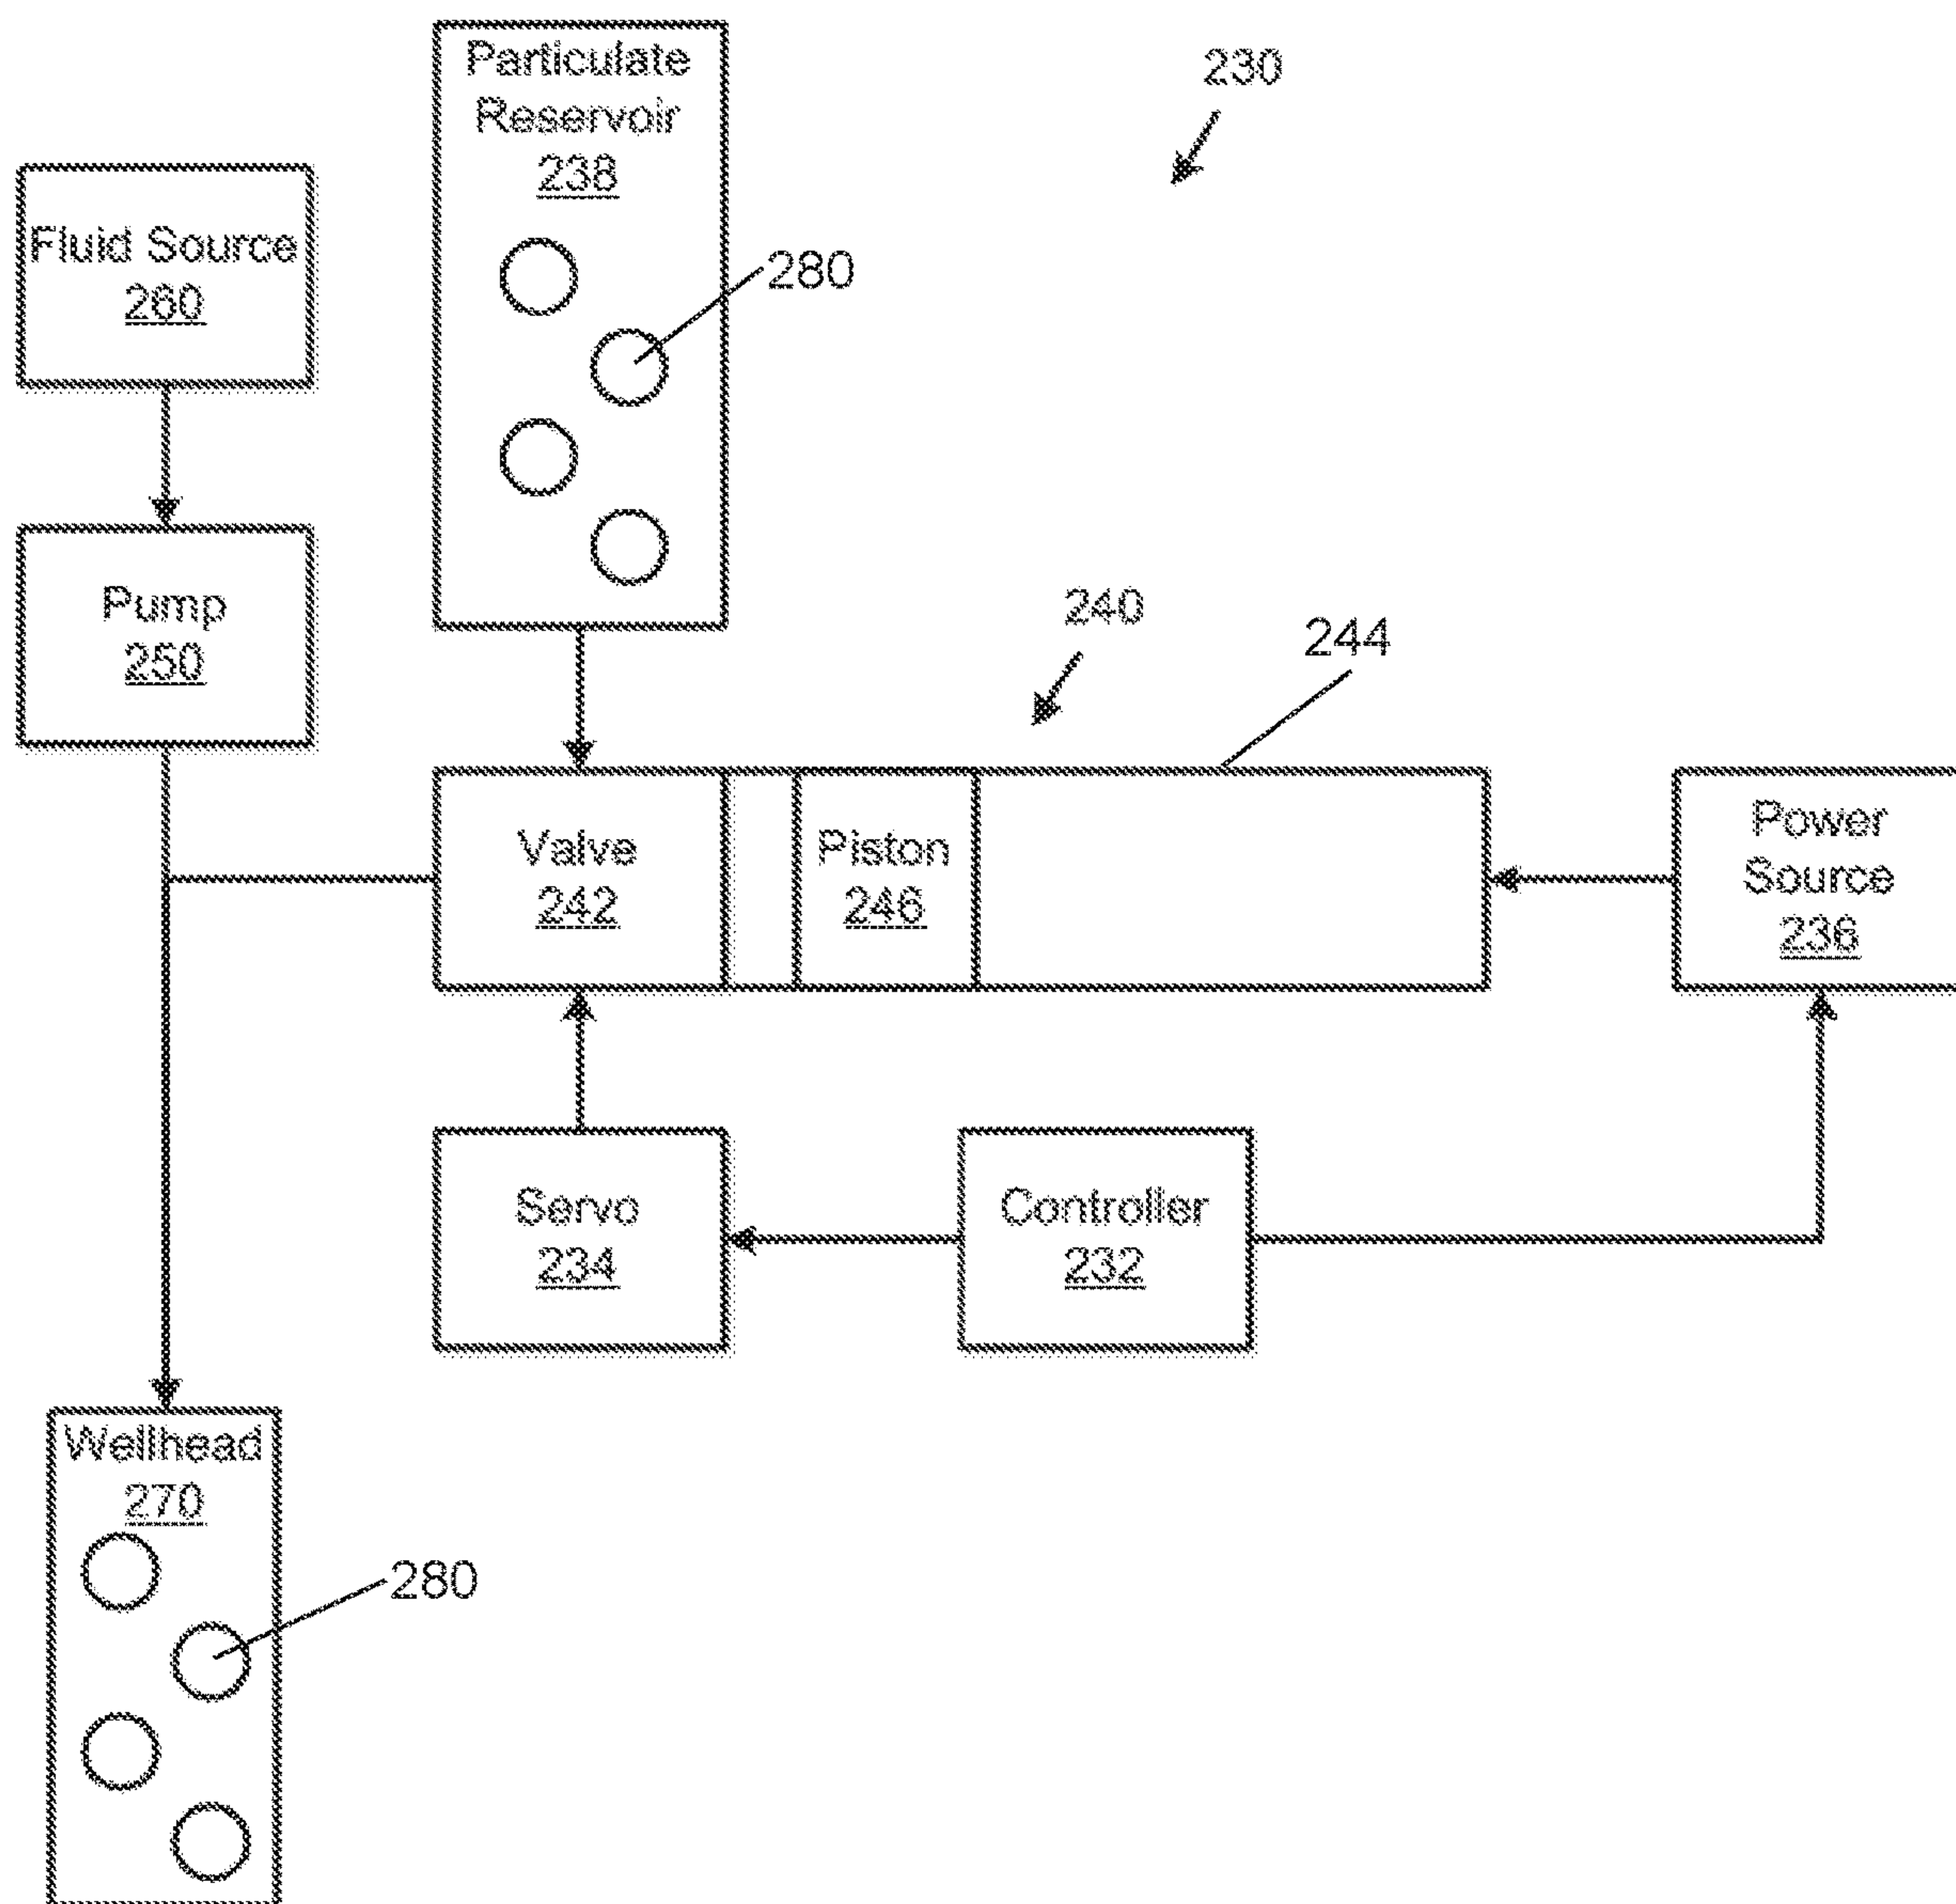 Particulate
Reservoir
238
230
Fluid Source
260
280
Pump
250
240
244
Valve
242
Piston
246
Power
Source
236
Servo
234
Controller
232
Wellhead
270
280